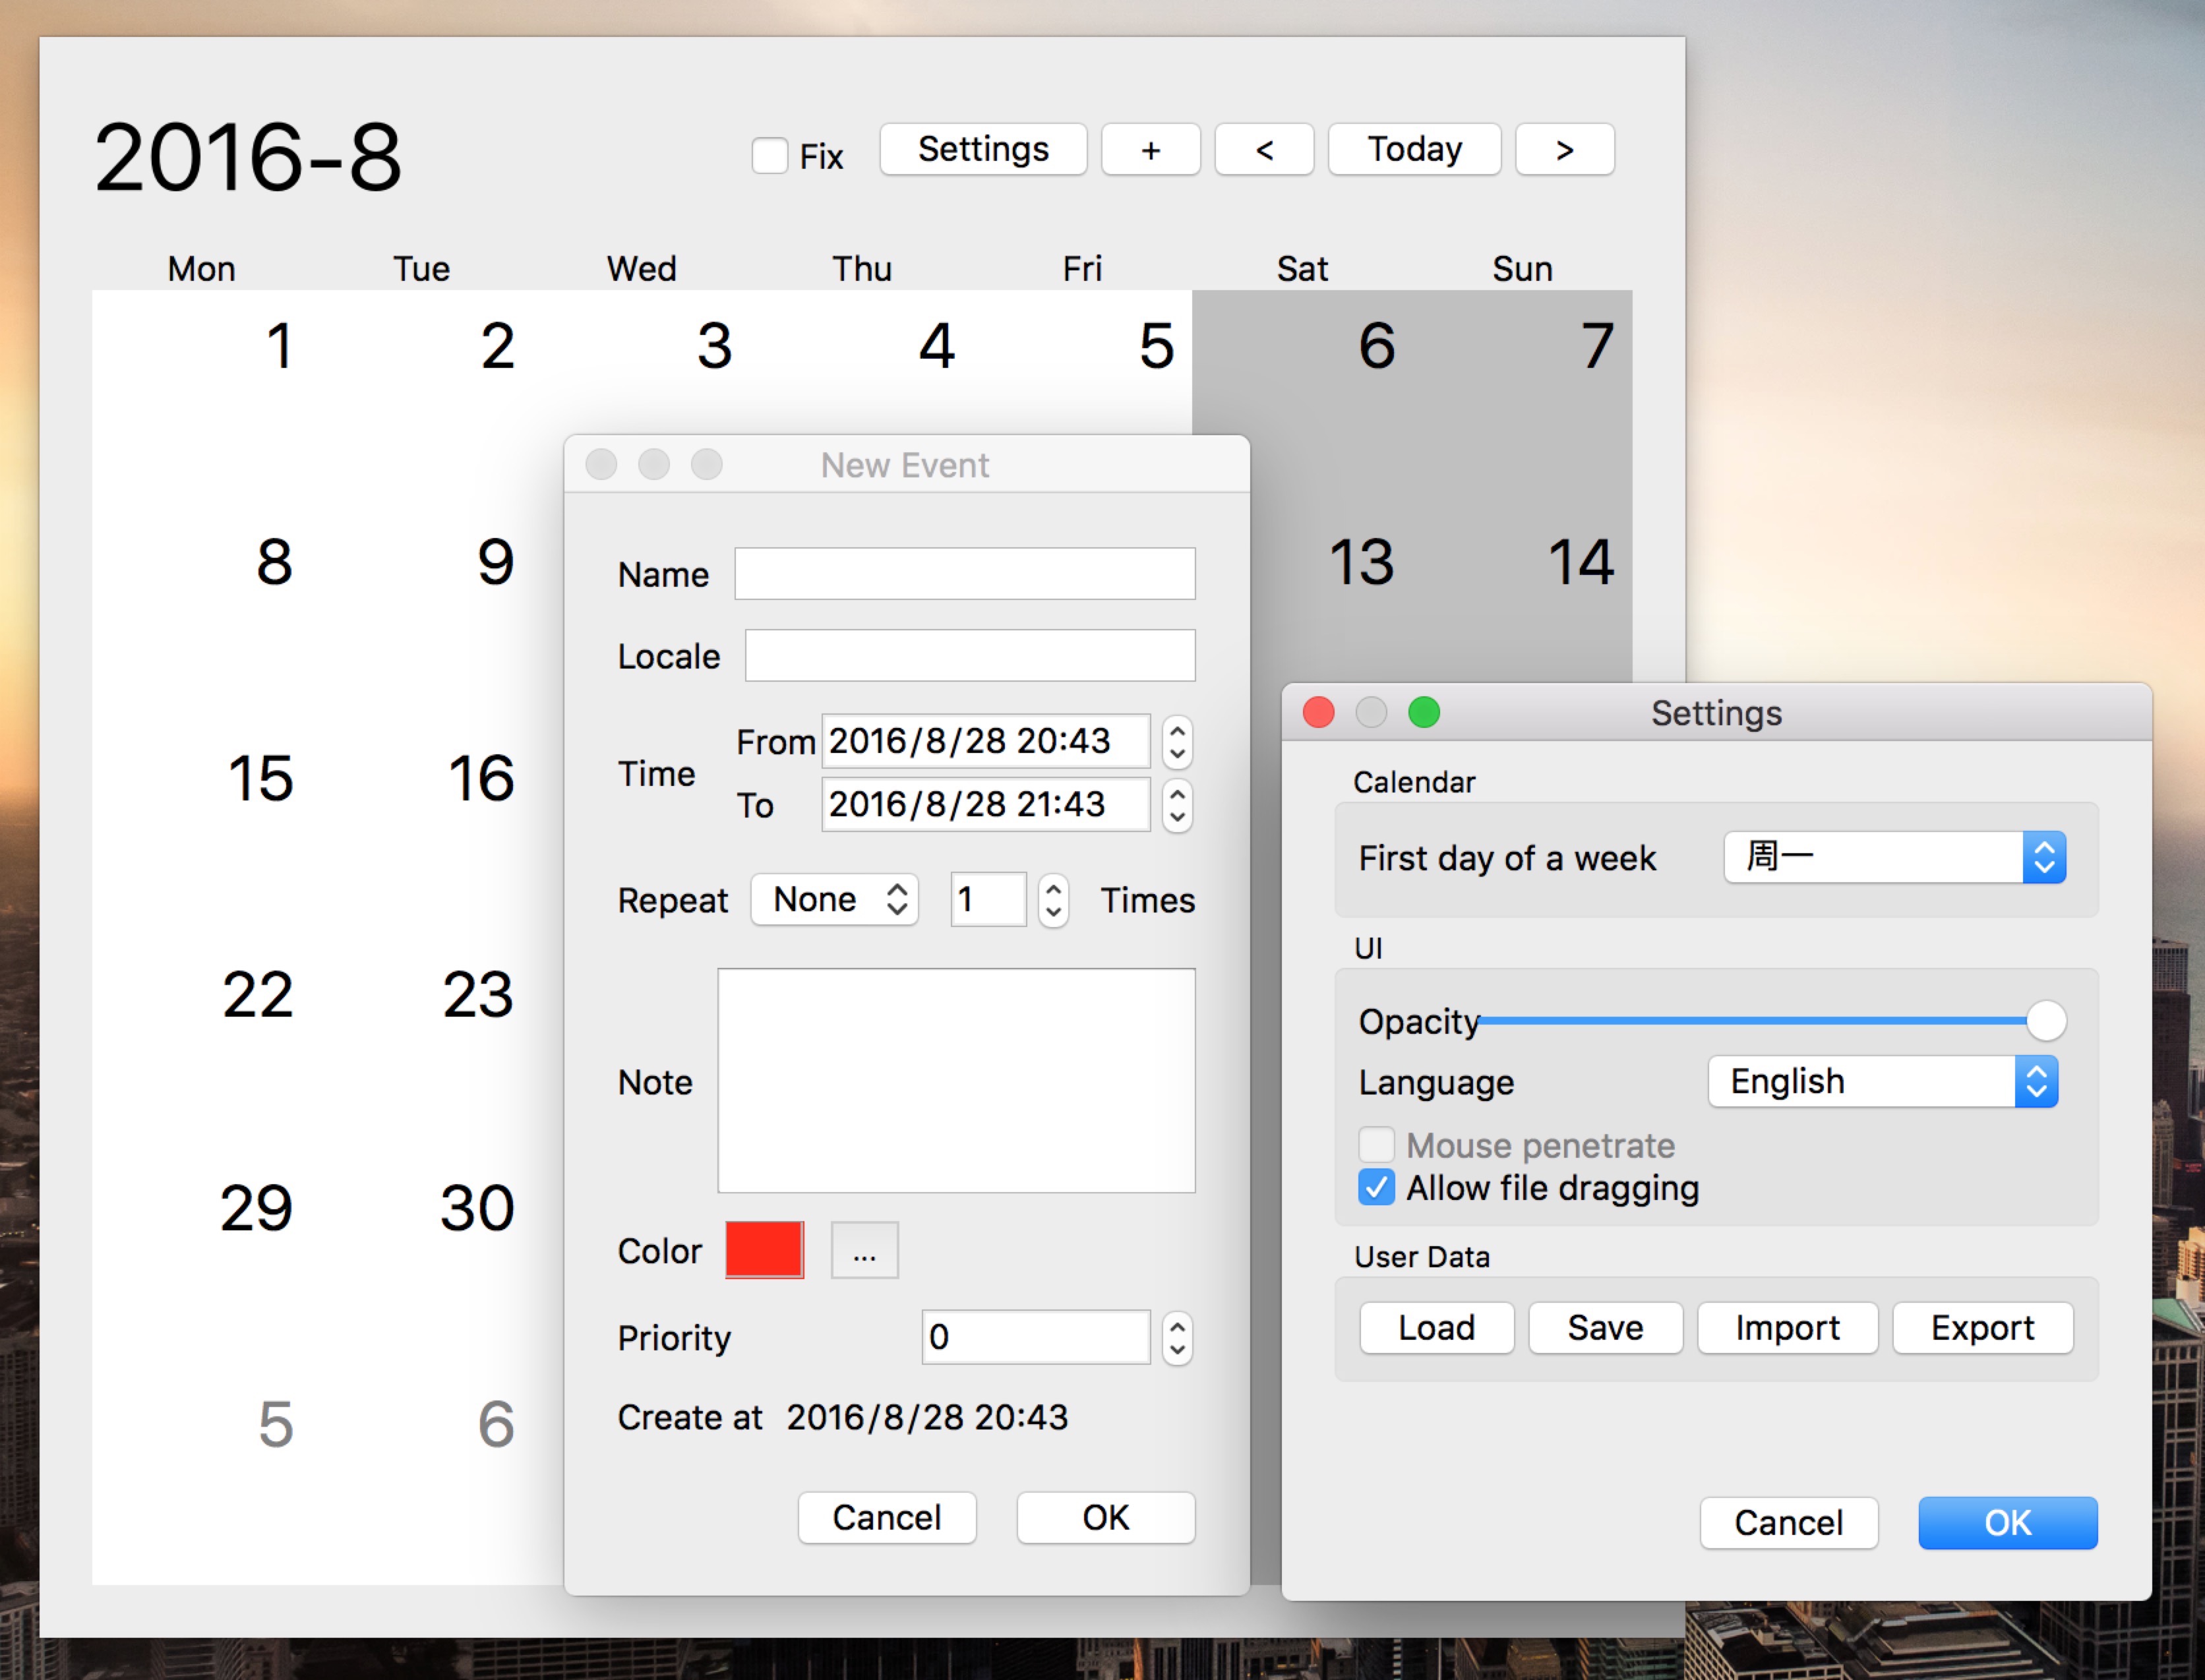 2016-8
Fix Settings + < Today >
Mon Tue Wed Thu Fri Sat Sun
1 2 3 4 5 6 7
8 9 13 14
15 16
22 23
29 30
5 6
New Event
Name
Locale
Time
From 2016/8/28 20:43
To 2016/8/28 21:43
Repeat None 1 Times
Note
Color ...
Priority 0
Create at 2016/8/28 20:43
Cancel OK
Settings
Calendar
First day of a week 周一
UI
Opacity
Language English
Mouse penetrate
Allow file dragging
User Data
Load Save Import Export
Cancel OK